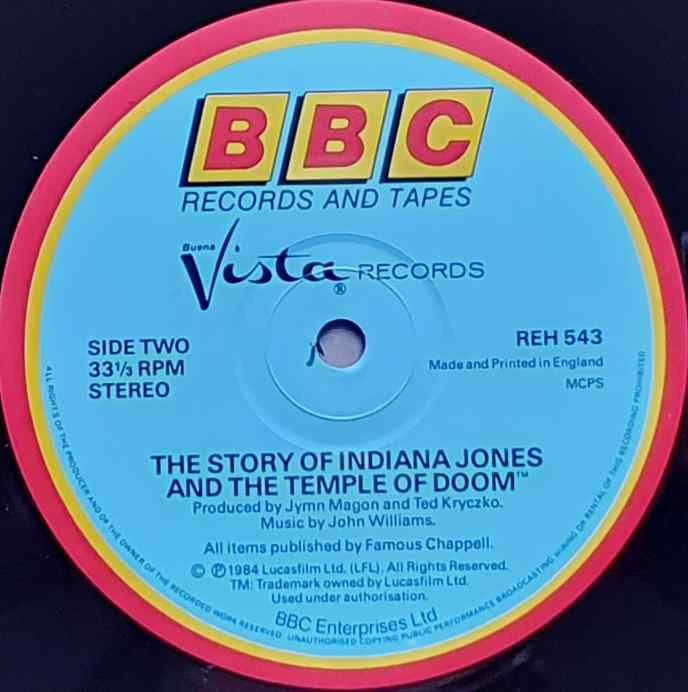 BBC
RECORDS AND TAPES
Buena
Vista RECORDS
®
SIDE TWO
33⅓ RPM
STEREO
REH 543
Made and Printed in England
MCPS
THE STORY OF INDIANA JONES
AND THE TEMPLE OF DOOM™
Produced by Jymn Magon and Ted Kryczko.
Music by John Williams.
All items published by Famous Chappell.
© ℗ 1984 Lucasfilm Ltd. (LFL). All Rights Reserved.
TM: Trademark owned by Lucasfilm Ltd.
Used under authorisation.
BBC Enterprises Ltd
ALL RIGHTS OF THE PRODUCER AND OF THE OWNER OF THE RECORDED WORK RESERVED. UNAUTHORISED COPYING PUBLIC PERFORMANCE BROADCASTING HIRING OR RENTAL OF THIS RECORDING PROHIBITED